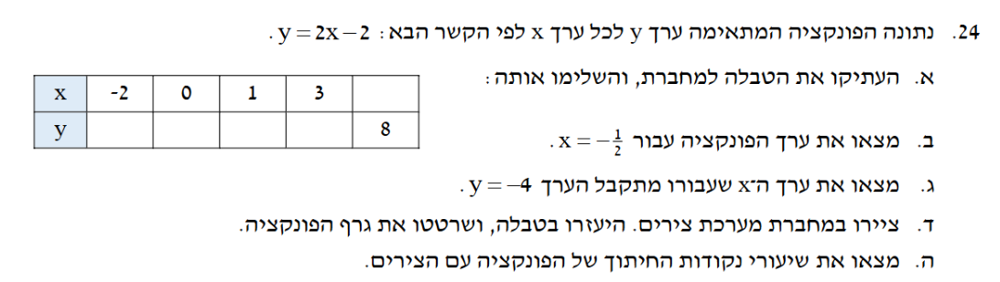 24. נתונה הפונקציה המתאימה ערך y לכל ערך x לפי הקשר הבא: y = 2x − 2 .
א. העתיקו את הטבלה למחברת, והשלימו אותה:
x -2 0 1 3
y 8
ב. מצאו את ערך הפונקציה עבור x = −1/2 .
ג. מצאו את ערך ה־x שעבורו מתקבל הערך y = −4 .
ד. ציירו במחברת מערכת צירים. היעזרו בטבלה, ושרטטו את גרף הפונקציה.
ה. מצאו את שיעורי נקודות החיתוך של הפונקציה עם הצירים.